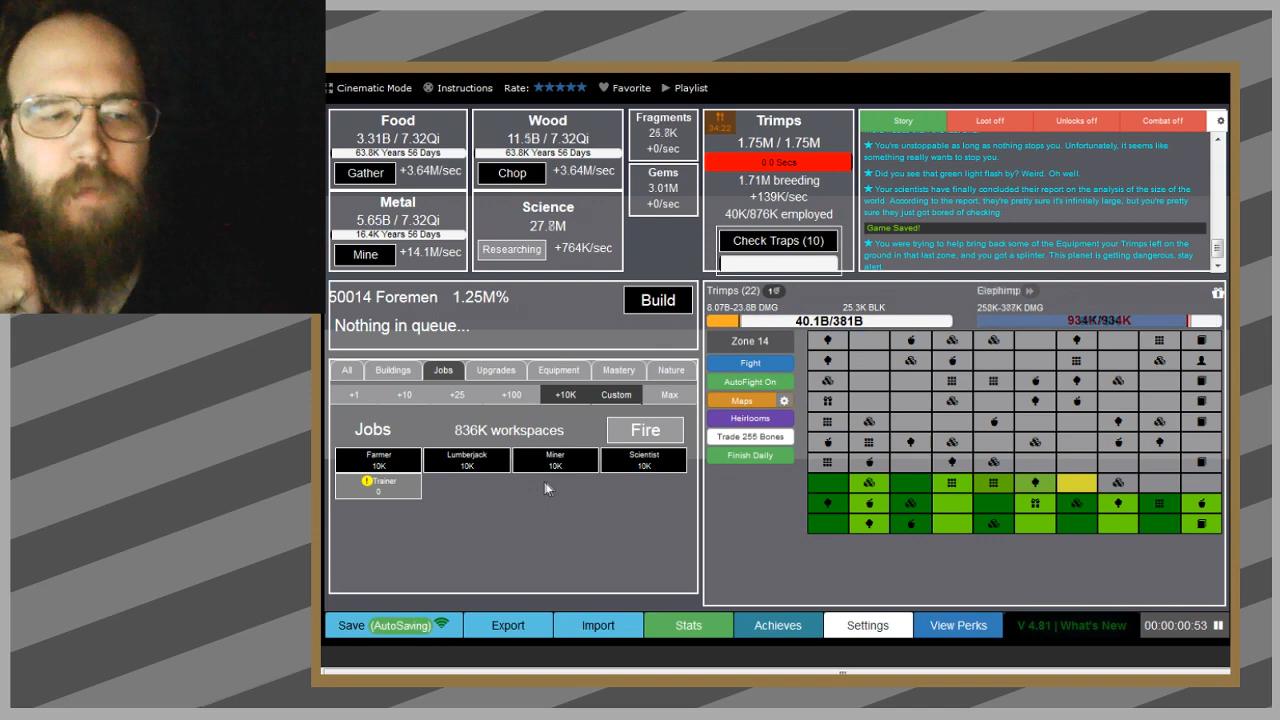 Cinematic Mode Instructions Rate: Favorite Playlist
Food
3.31B / 7.32Qi
63.8K Years 56 Days
Gather +3.64M/sec
Wood
11.5B / 7.32Qi
63.8K Years 56 Days
Chop +3.64M/sec
Metal
5.65B / 7.32Qi
16.4K Years 56 Days
Mine +14.1M/sec
Science
27.8M
Researching +764K/sec
Fragments
+0/sec
Gems
3.01M
+0/sec
34:22
Trimps
1.75M / 1.75M
0 0 Secs
1.71M breeding
+139K/sec
40K/876K employed
Check Traps (10)
Story Loot off Unlocks off Combat off
You're unstoppable as long as nothing stops you. Unfortunately, it seems like
something really wants to stop you.
Did you see that green light flash by? Weird. Oh well.
Your scientists have finally concluded their report on the analysis of the size of the
world. According to the report, they're pretty sure it's infinitely large, but you're pretty
sure they just got bored of checking
Game Saved!
You were trying to help bring back some of the Equipment your Trimps left on the
ground in that last zone, and you got a splinter. This planet is getting dangerous, stay
alert.
50014 Foremen 1.25M%
Build
Nothing in queue...
All Buildings Jobs Upgrades Equipment Mastery Nature
+1 +10 +25 +100 +10K Custom Max
Jobs 836K workspaces Fire
Farmer
10K
Lumberjack
10K
Miner
10K
Scientist
10K
Trainer
0
Trimps (22) 1
8.07B-23.8B DMG 25.3K BLK
40.1B/381B
Elephimp
DMG
934K/934K
Zone 14
Fight
AutoFight On
Maps
Heirlooms
Trade 255 Bones
Finish Daily
Save (AutoSaving) Export Import Stats Achieves Settings View Perks V 4.81 | What's New 00:00:00:53